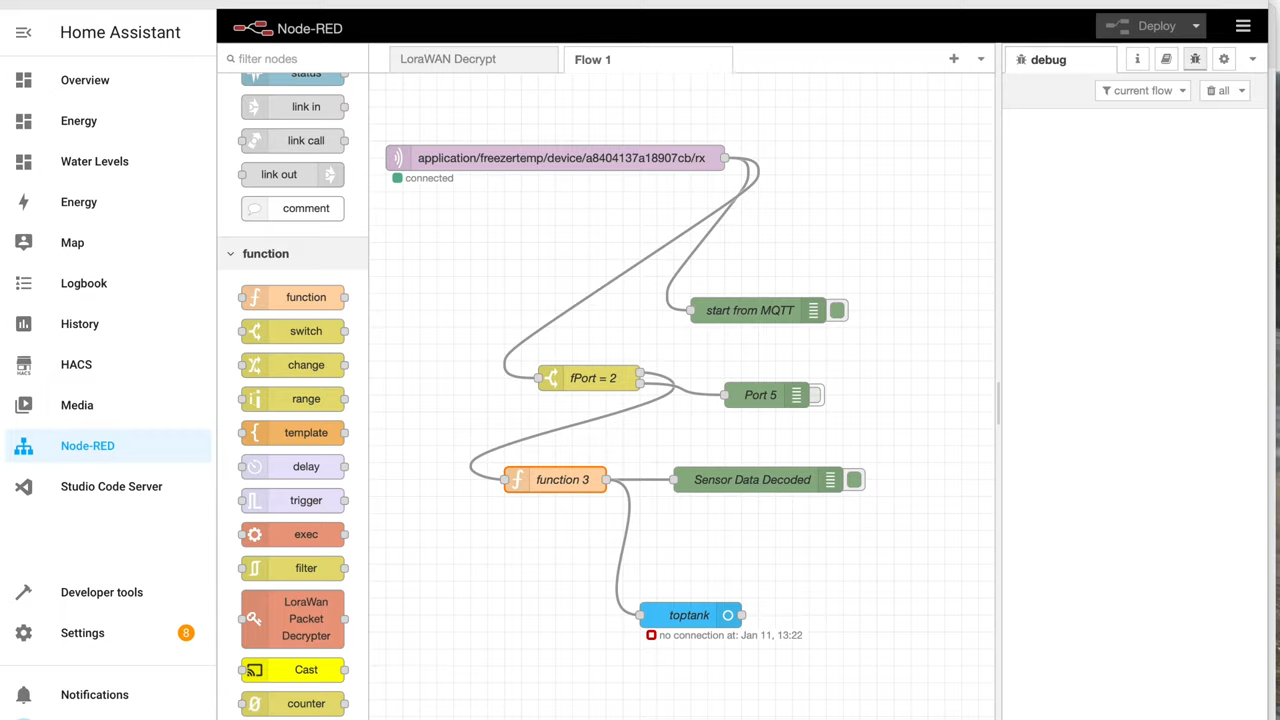 Home Assistant
Overview
Energy
Water Levels
Energy
Map
Logbook
History
HACS
HACS
Media
Node-RED
Studio Code Server
Developer tools
Settings
8
Notifications
Node-RED
Deploy
filter nodes
status
link in
link call
link out
comment
function
function
switch
change
range
template
delay
trigger
exec
filter
LoraWan
Packet
Decrypter
Cast
counter
LoraWAN Decrypt
Flow 1
application/freezertemp/device/a8404137a18907cb/rx
connected
start from MQTT
fPort = 2
Port 5
function 3
Sensor Data Decoded
toptank
no connection at: Jan 11, 13:22
debug
current flow
all